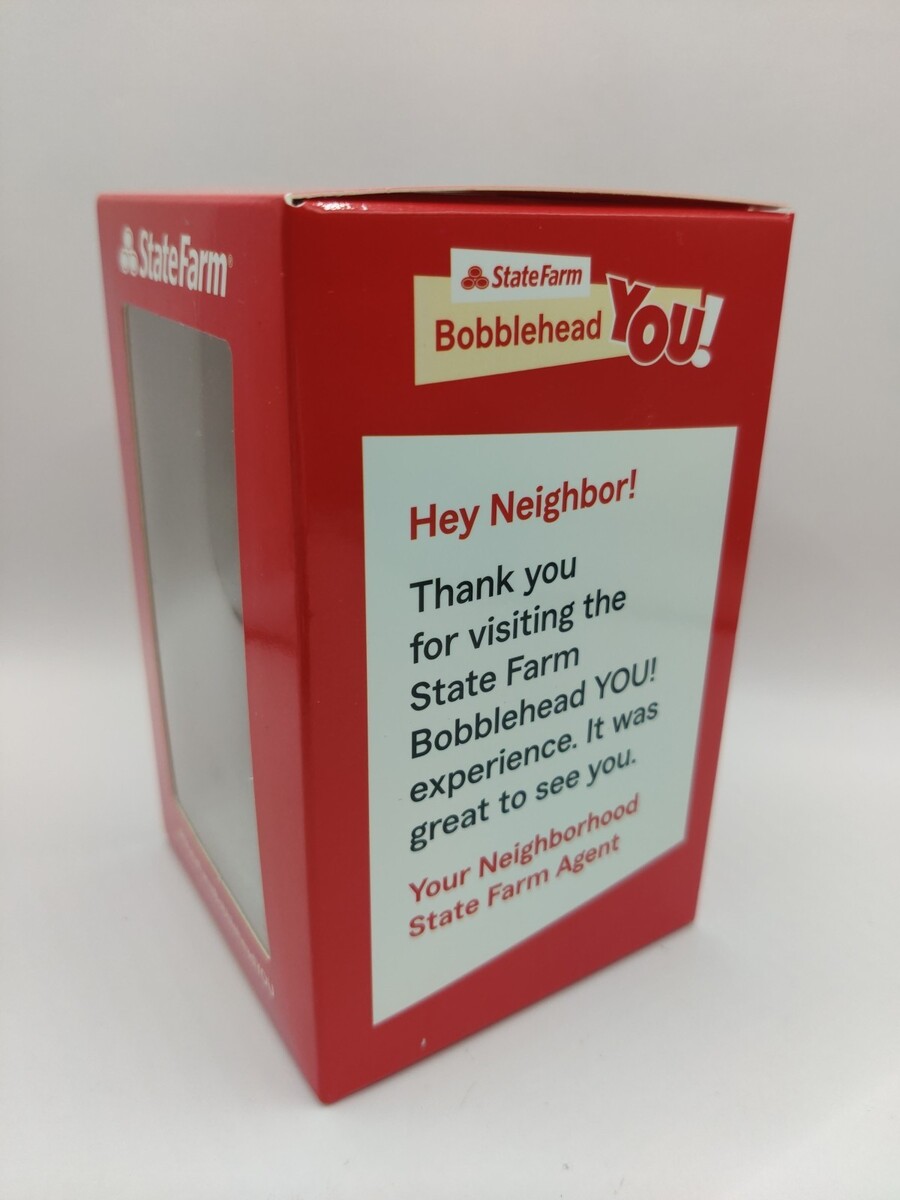 StateFarm®
StateFarm
Bobblehead YOU!
Hey Neighbor!
Thank you
for visiting the
State Farm
Bobblehead YOU!
experience. It was
great to see you.
Your Neighborhood
State Farm Agent